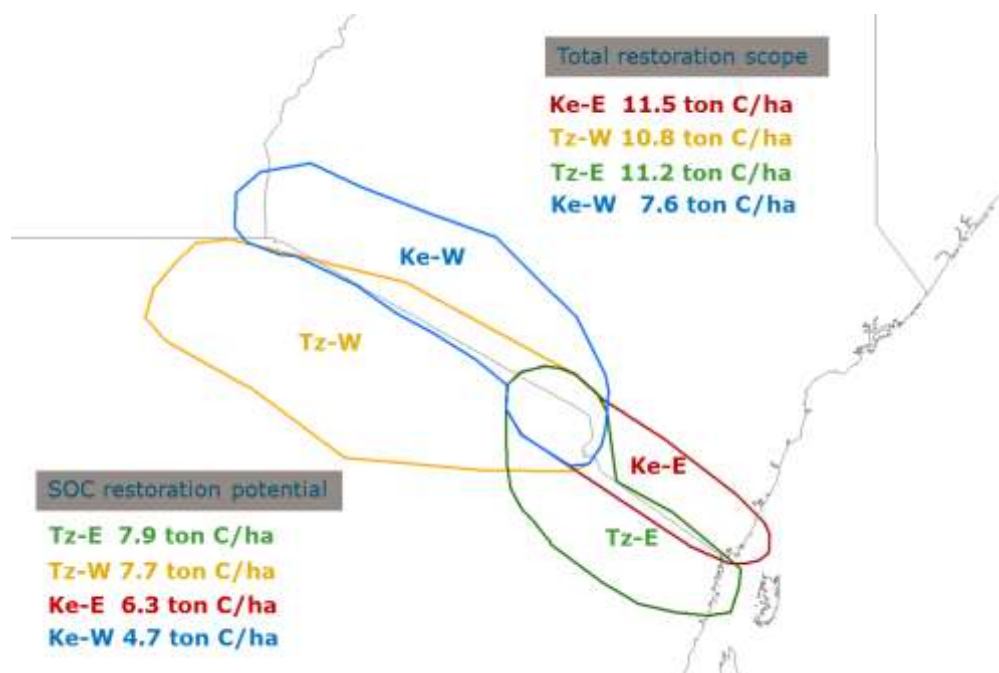 Total restoration scope
Ke-E 11.5 ton C/ha
Tz-W 10.8 ton C/ha
Tz-E 11.2 ton C/ha
Ke-W 7.6 ton C/ha
Ke-W
Tz-W
Ke-E
Tz-E
SOC restoration potential
Tz-E 7.9 ton C/ha
Tz-W 7.7 ton C/ha
Ke-E 6.3 ton C/ha
Ke-W 4.7 ton C/ha